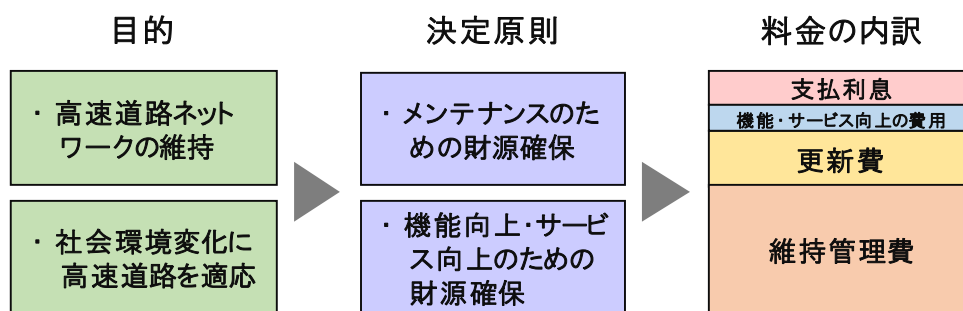 目的
決定原則
料金の内訳
・ 高速道路ネット
ワークの維持
・ 社会環境変化に
高速道路を適応
・ メンテナンスのた
めの財源確保
・ 機能向上・サービ
ス向上のための
財源確保
支払利息
機能・サービス向上の費用
更新費
維持管理費